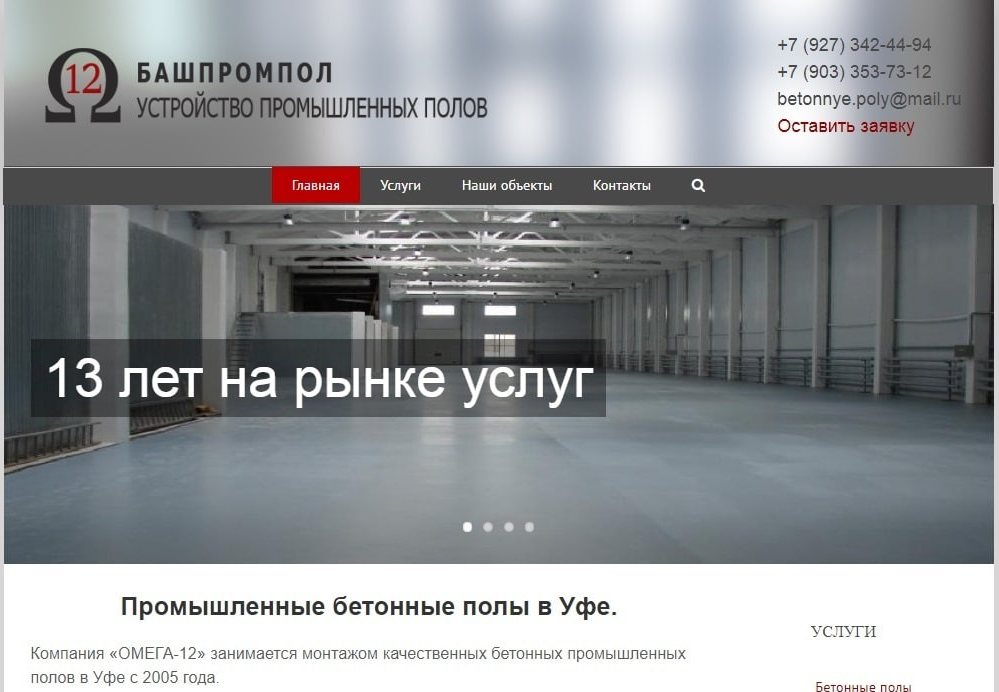 12
БАШПРОМПОЛ
УСТРОЙСТВО ПРОМЫШЛЕННЫХ ПОЛОВ
+7 (927) 342-44-94
+7 (903) 353-73-12
betonnye.poly@mail.ru
Оставить заявку
Главная Услуги Наши объекты Контакты
13 лет на рынке услуг
Промышленные бетонные полы в Уфе.
Компания «ОМЕГА-12» занимается монтажом качественных бетонных промышленных
полов в Уфе с 2005 года.
УСЛУГИ
Бетонные полы